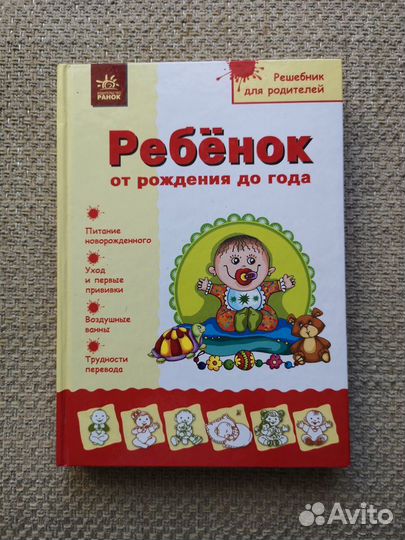 ИЗДАТЕЛЬСТВО
РАНОК
Решебник
для родителей
Ребёнок
от рождения до года
Питание
новорожденного
Уход
и первые
прививки
Воздушные
ванны
Трудности
перевода
Avito